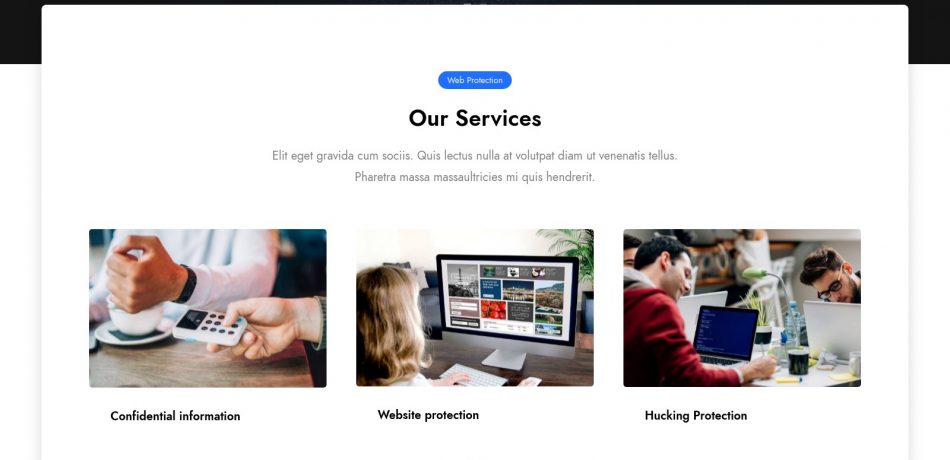 Web Protection
Our Services
Elit eget gravida cum sociis. Quis lectus nulla at volutpat diam ut venenatis tellus.
Pharetra massa massaultricies mi quis hendrerit.
Confidential information
Website protection
Hucking Protection